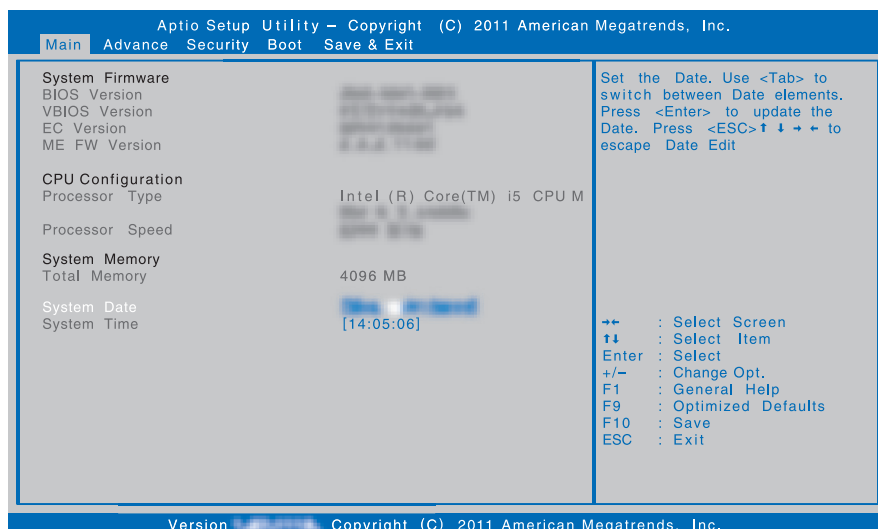 Aptio Setup Utility – Copyright (C) 2011 American Megatrends, Inc.
Main Advance Security Boot Save & Exit
System Firmware
BIOS Version
VBIOS Version
EC Version
ME FW Version
CPU Configuration
Processor Type Intel (R) Core(TM) i5 CPU M
Processor Speed
System Memory
Total Memory 4096 MB
System Date
System Time [14:05:06]
Set the Date. Use <Tab> to
switch between Date elements.
Press <Enter> to update the
Date. Press <ESC>↑ ↓ → ← to
escape Date Edit
→← : Select Screen
↑↓ : Select Item
Enter : Select
+/– : Change Opt.
F1 : General Help
F9 : Optimized Defaults
F10 : Save
ESC : Exit
Version Copyright (C) 2011 American Megatrends, Inc.